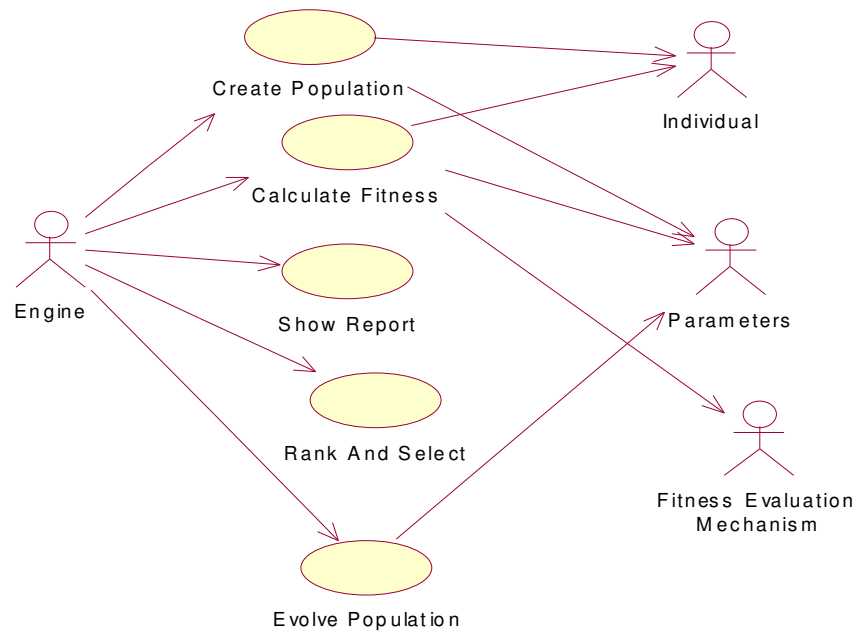 Create Population
Individual
Calculate Fitness
Engine
Show Report
Parameters
Rank And Select
Fitness Evaluation
Mechanism
Evolve Population